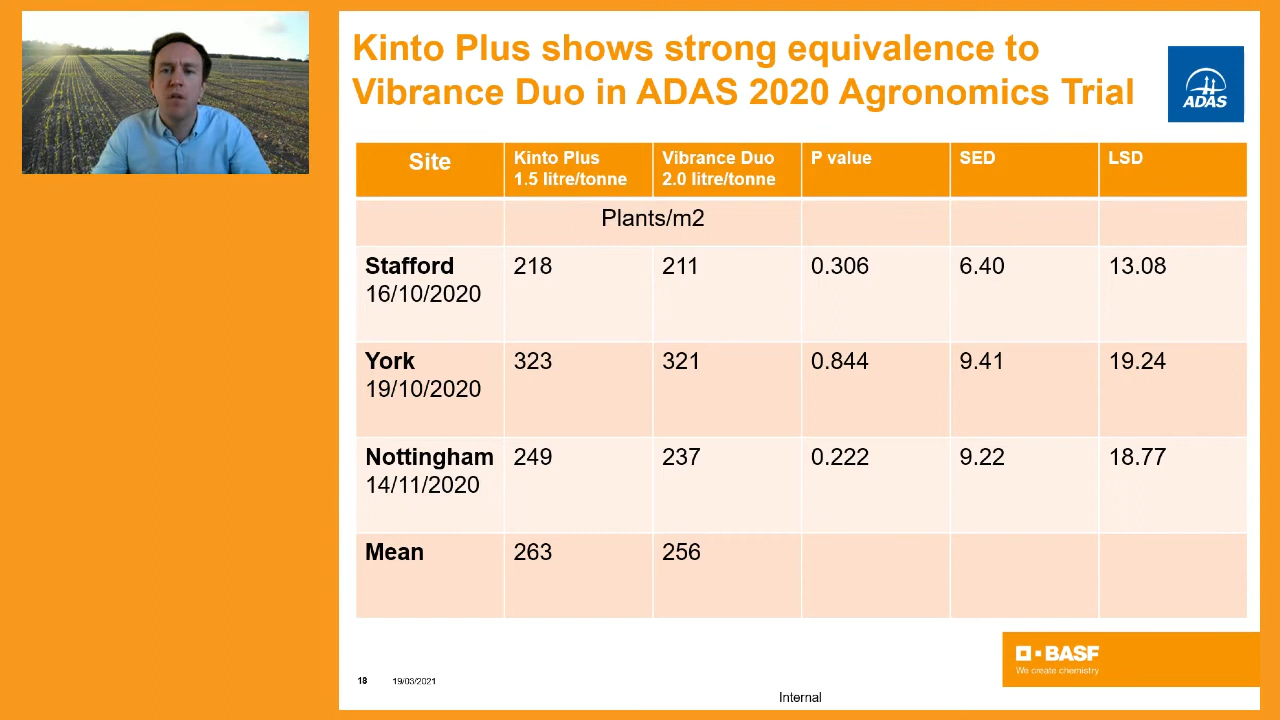 Kinto Plus shows strong equivalence to
Vibrance Duo in ADAS 2020 Agronomics Trial
ADAS
Site
Kinto Plus
1.5 litre/tonne
Vibrance Duo
2.0 litre/tonne
P value
SED
LSD
Plants/m2
Stafford
16/10/2020
218
211
0.306
6.40
13.08
York
19/10/2020
323
321
0.844
9.41
19.24
Nottingham
14/11/2020
249
237
0.222
9.22
18.77
Mean
263
256
BASF
We create chemistry
18
19/03/2021
Internal